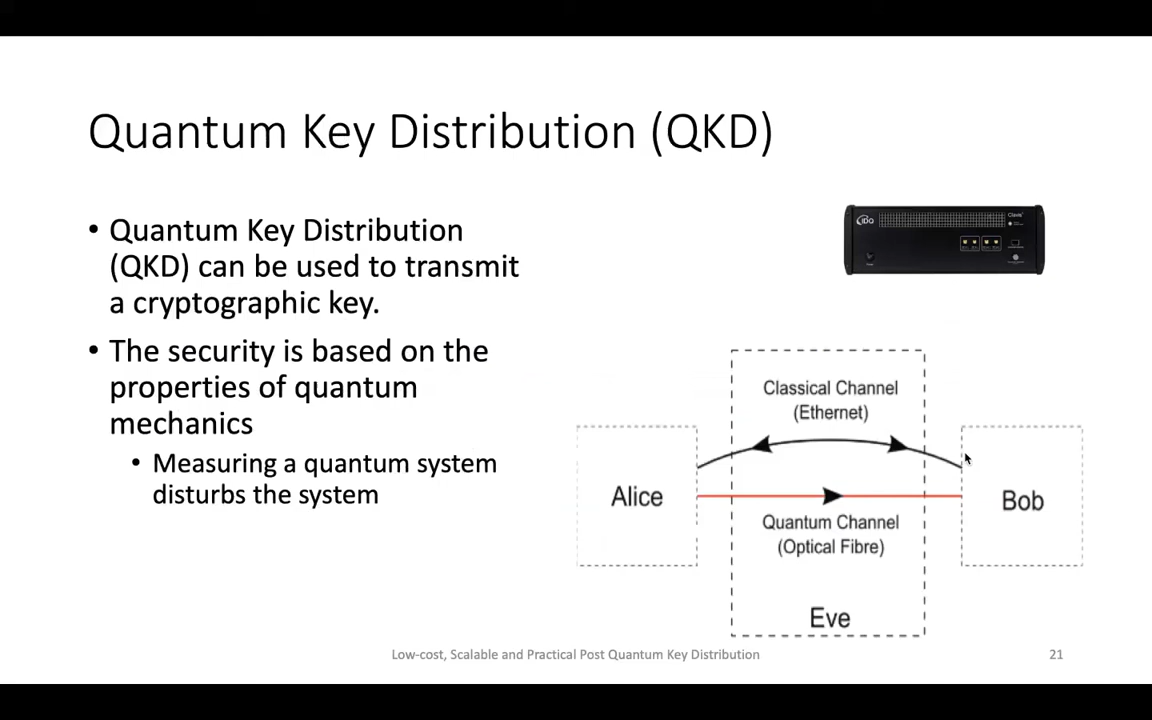 Quantum Key Distribution (QKD)
• Quantum Key Distribution
(QKD) can be used to transmit
a cryptographic key.
• The security is based on the
properties of quantum
mechanics
• Measuring a quantum system
disturbs the system
IDQ
Clavis
Classical Channel
(Ethernet)
Alice
Bob
Quantum Channel
(Optical Fibre)
Eve
Low-cost, Scalable and Practical Post Quantum Key Distribution
21